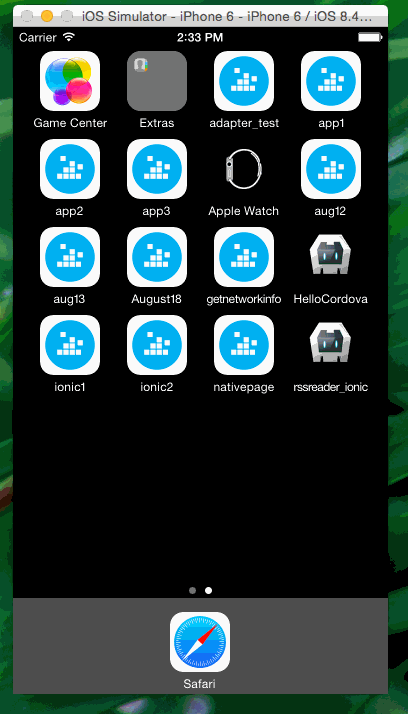 iOS Simulator - iPhone 6 - iPhone 6 / iOS 8.4...
Carrier 2:33 PM
Game Center Extras adapter_test app1
app2 app3 Apple Watch aug12
aug13 August18 getnetworkinfo HelloCordova
ionic1 ionic2 nativepage rssreader_ionic
Safari